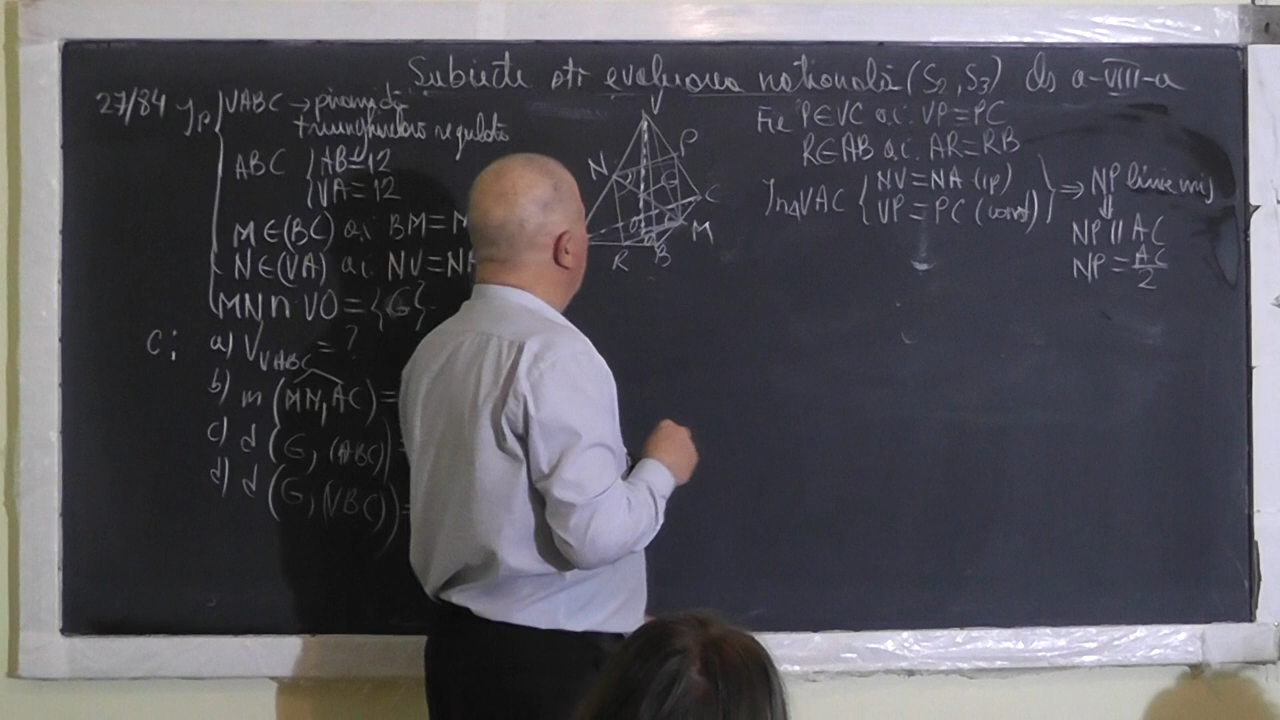 Subiecte ptr evaluarea națională (S2, S3) cls a-VIII-a
27/84 Ip VABC → piramidă
triunghiulară regulată
ABC AB=12
VA=12
M∈(BC) a.i BM=M
N∈(VA) a.i. NV=NA
MN∩VO={G}
C: a) V_VABC=?
b) m(MN,AC)=
c) d(G,(ABC))=
d) d(G,(VBC))=
V
N P
C
O M
R B
Fie P∈VC a.i. VP=PC
R∈AB a.i. AR=RB
In ΔVAC { NV=NA (ip)
VP=PC (const) } ⇒ NP linie mij
⇓
NP ∥ AC
NP=AC/2